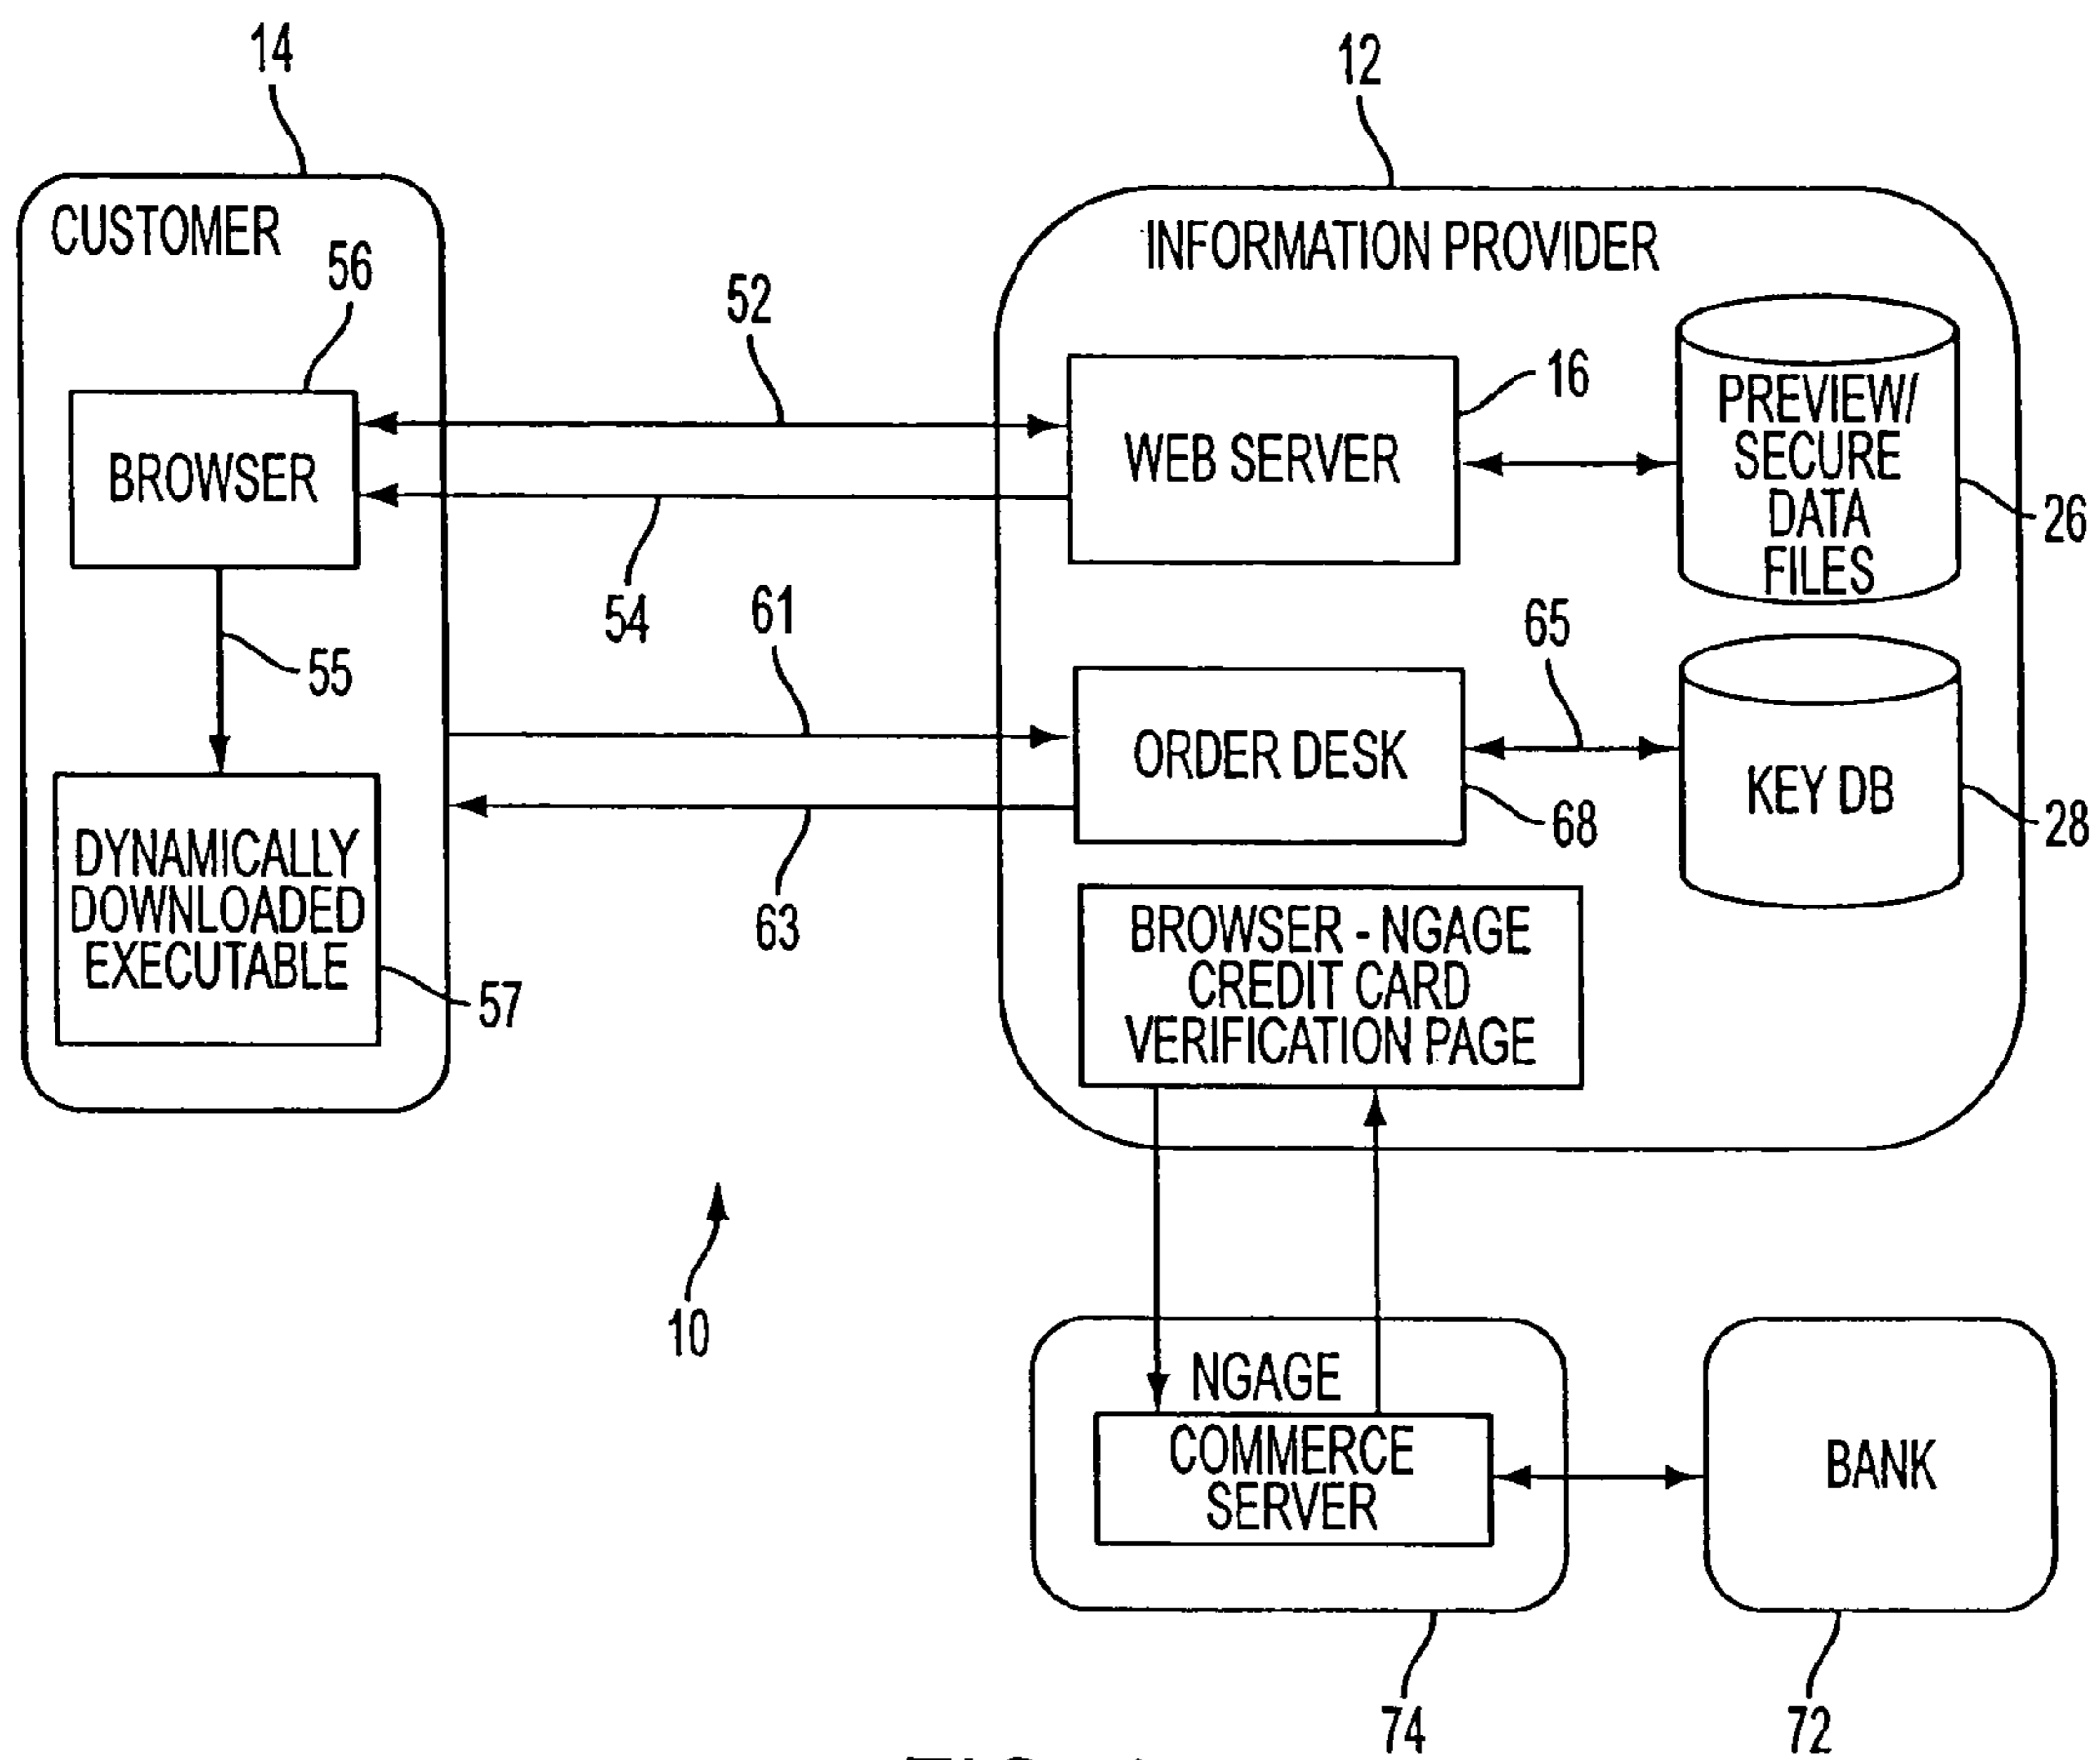 14
12
CUSTOMER
INFORMATION PROVIDER
56
52
16
BROWSER
WEB SERVER
PREVIEW/
SECURE
DATA
FILES
26
54
55
61
65
ORDER DESK
KEY DB
68
28
63
DYNAMICALLY
DOWNLOADED
EXECUTABLE
57
BROWSER - NGAGE
CREDIT CARD
VERIFICATION PAGE
10
NGAGE
COMMERCE
SERVER
BANK
74
72